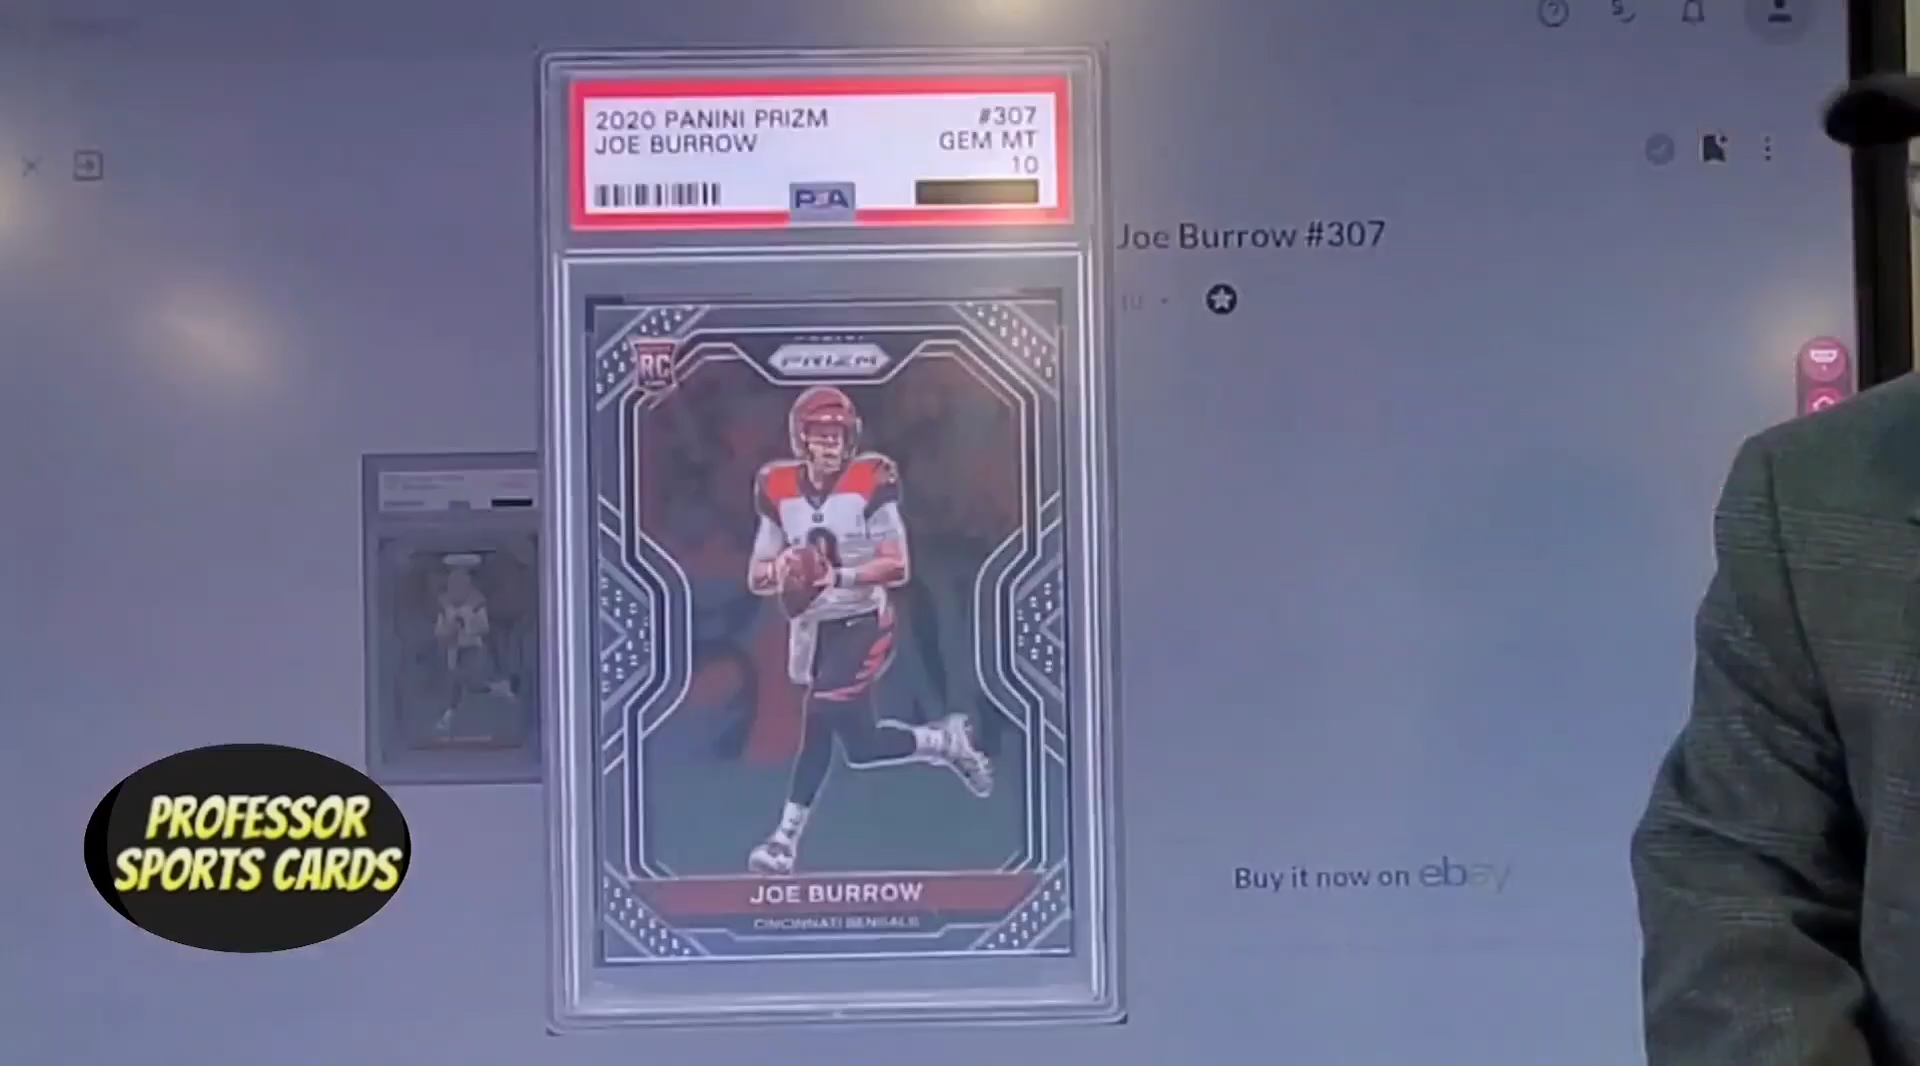 2020 PANINI PRIZM #307
JOE BURROW GEM MT
10
PSA
Joe Burrow #307
RC
PRIZM
JOE BURROW
CINCINNATI BENGALS
Buy it now on ebay
PROFESSOR
SPORTS CARDS